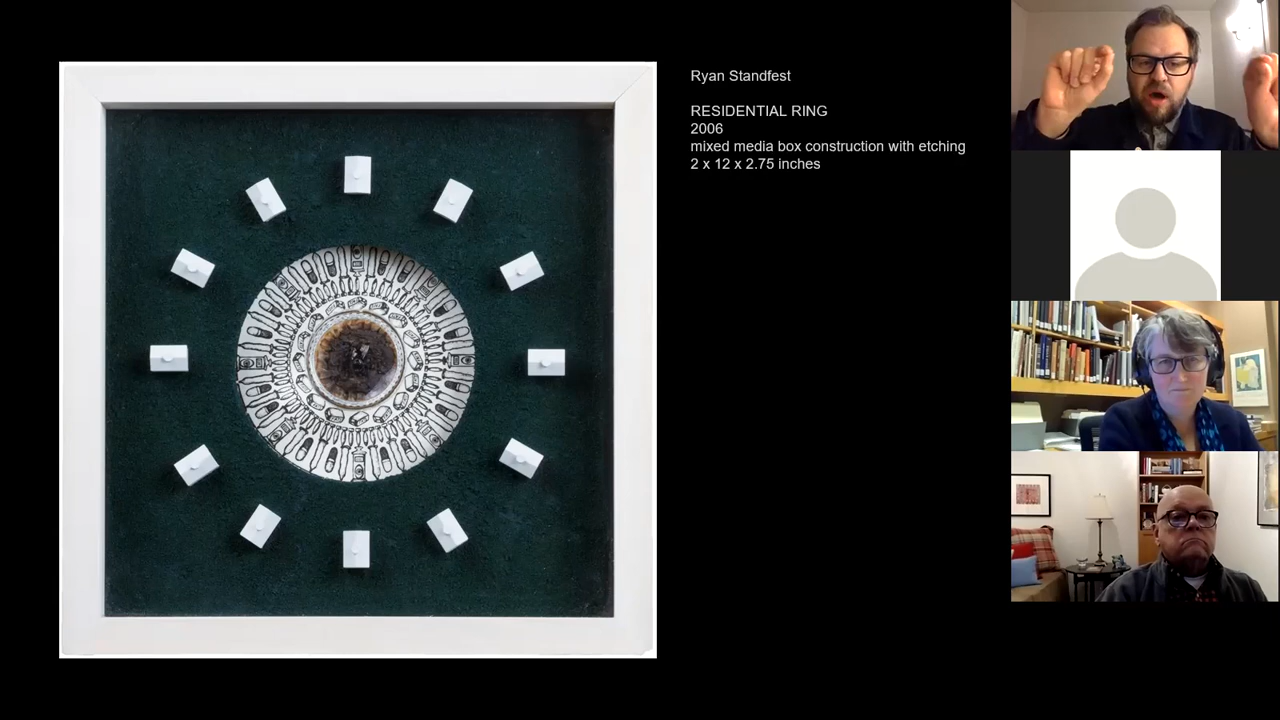 Ryan Standfest
RESIDENTIAL RING
2006
mixed media box construction with etching
2 x 12 x 2.75 inches